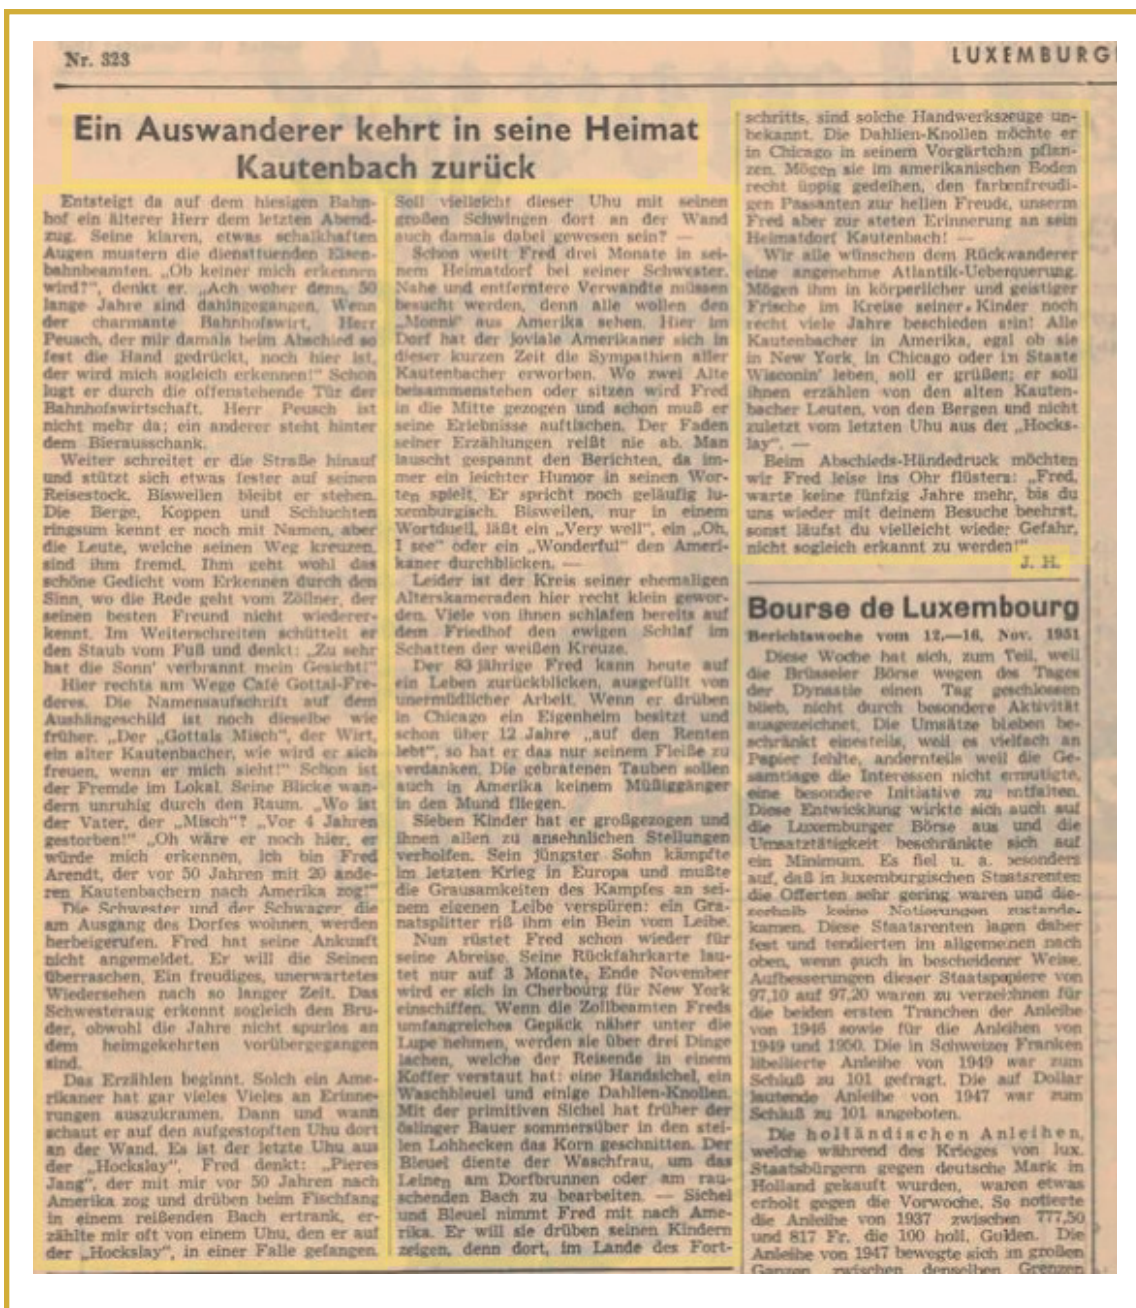 Nr. 323
LUXEMBURG
Ein Auswanderer kehrt in seine Heimat
Kautenbach zurück
Entsteigt da auf dem hiesigen Bahn-
hof ein älterer Herr dem letzten Abend-
zug. Seine klaren, etwas schalkhaften
Augen mustern die diensttuenden Eisen-
bahnbeamten. „Ob keiner mich erkennen
wird?", denkt er. „Ach woher denn, 50
lange Jahre sind dahingegangen. Wenn
der charmante Bahnhofswirt, Herr
Peusch, der mir damals beim Abschied so
fest die Hand gedrückt, noch hier ist,
der wird mich sogleich erkennen!" Schon
lugt er durch die offenstehende Tür der
Bahnhofswirtschaft. Herr Peusch ist
nicht mehr da; ein anderer steht hinter
dem Bierausschank.
Weiter schreitet er die Straße hinauf
und stützt sich etwas fester auf seinen
Reisestock. Bisweilen bleibt er stehen.
Die Berge, Koppen und Schluchten
ringsum kennt er noch mit Namen, aber
die Leute, welche seinen Weg kreuzen,
sind ihm fremd. Ihm geht wohl das
schöne Gedicht vom Erkennen durch den
Sinn, wo die Rede geht vom Zöllner, der
seinen besten Freund nicht wiederer-
kennt. Im Weiterschreiten schüttelt er
den Staub vom Fuß und denkt: „Zu sehr
hat die Sonn' verbrannt mein Gesicht!"
Hier rechts am Wege Café Gottal-Fre-
deres. Die Namensaufschrift auf dem
Aushängeschild ist noch dieselbe wie
früher. „Der „Gottals Misch", der Wirt,
ein alter Kautenbacher, wie wird er sich
freuen, wenn er mich sieht!" Schon ist
der Fremde im Lokal. Seine Blicke wan-
dern unruhig durch den Raum. „Wo ist
der Vater, der „Misch"? „Vor 4 Jahren
gestorben!" „Oh wäre er noch hier, er
würde mich erkennen, ich bin Fred
Arendt, der vor 50 Jahren mit 20 ande-
ren Kautenbachern nach Amerika zog!"
Die Schwester und der Schwager die
am Ausgang des Dorfes wohnen, werden
herbeigerufen. Fred hat seine Ankunft
nicht angemeldet. Er will die Seinen
überraschen. Ein freudiges, unerwartetes
Wiedersehen nach so langer Zeit. Das
Schwesteraug erkennt sogleich den Bru-
der, obwohl die Jahre nicht spurlos an
dem heimgekehrten vorübergegangen
sind.
Das Erzählen beginnt. Solch ein Ame-
rikaner hat gar vieles Vieles an Erinne-
rungen auszukramen. Dann und wann
schaut er auf den aufgestopften Uhu dort
an der Wand. Es ist der letzte Uhu aus
der „Hockslay". Fred denkt: „Pieres
Jang", der mit mir vor 50 Jahren nach
Amerika zog und drüben beim Fischfang
in einem reißenden Bach ertrank, er-
zählte mir oft von einem Uhu, den er auf
der „Hockslay", in einer Falle gefangen.
Soll vielleicht dieser Uhu mit seinen
großen Schwingen dort an der Wand
auch damals dabei gewesen sein? —
Schon weilt Fred drei Monate in sei-
nem Heimatdorf bei seiner Schwester.
Nahe und entferntere Verwandte müssen
besucht werden, denn alle wollen den
„Monni" aus Amerika sehen. Hier im
Dorf hat der joviale Amerikaner sich in
dieser kurzen Zeit die Sympathien aller
Kautenbacher erworben. Wo zwei Alte
beisammenstehen oder sitzen wird Fred
in die Mitte gezogen und schon muß er
seine Erlebnisse auftischen. Der Faden
seiner Erzählungen reißt nie ab. Man
lauscht gespannt den Berichten, da im-
mer ein leichter Humor in seinen Wor-
ten spielt. Er spricht noch geläufig lu-
xemburgisch. Bisweilen, nur in einem
Wortduell, läßt ein „Very well", ein „Oh,
I see" oder ein „Wonderful" den Ameri-
kaner durchblicken. —
Leider ist der Kreis seiner ehemaligen
Alterskameraden hier recht klein gewor-
den. Viele von ihnen schlafen bereits auf
dem Friedhof den ewigen Schlaf im
Schatten der weißen Kreuze.
Der 83 jährige Fred kann heute auf
ein Leben zurückblicken, ausgefüllt von
unermüdlicher Arbeit. Wenn er drüben
in Chicago ein Eigenheim besitzt und
schon über 12 Jahre „auf den Renten
lebt", so hat er das nur seinem Fleiße zu
verdanken. Die gebratenen Tauben sollen
auch in Amerika keinem Müßiggänger
in den Mund fliegen.
Sieben Kinder hat er großgezogen und
ihnen allen zu ansehnlichen Stellungen
verholfen. Sein jüngster Sohn kämpfte
im letzten Krieg in Europa und mußte
die Grausamkeiten des Kampfes an sei-
nem eigenen Leibe verspüren: ein Gra-
natsplitter riß ihm ein Bein vom Leibe.
Nun rüstet Fred schon wieder für
seine Abreise. Seine Rückfahrkarte lau-
tet nur auf 3 Monate. Ende November
wird er sich in Cherbourg für New York
einschiffen. Wenn die Zollbeamten Freds
umfangreiches Gepäck näher unter die
Lupe nehmen, werden sie über drei Dinge
lachen, welche der Reisende in einem
Koffer verstaut hat: eine Handsichel, ein
Waschbleuel und einige Dahlien-Knollen.
Mit der primitiven Sichel hat früher der
öslinger Bauer sommersüber in den stei-
len Lohhecken das Korn geschnitten. Der
Bleuel diente der Waschfrau, um das
Leinen am Dorfbrunnen oder am rau-
schenden Bach zu bearbeiten. — Sichel
und Bleuel nimmt Fred mit nach Ame-
rika. Er will sie drüben seinen Kindern
zeigen, denn dort, im Lande des Fort-
schritts, sind solche Handwerkszeuge un-
bekannt. Die Dahlien-Knollen möchte er
in Chicago in seinem Vorgärtchen pflan-
zen. Mögen sie im amerikanischen Boden
recht üppig gedeihen, den farbenfreudi-
gen Passanten zur hellen Freude, unserm
Fred aber zur steten Erinnerung an sein
Heimatdorf Kautenbach! —
Wir alle wünschen dem Rückwanderer
eine angenehme Atlantik-Ueberquerung.
Mögen ihm in körperlicher und geistiger
Frische im Kreise seiner Kinder noch
recht viele Jahre beschieden sein! Alle
Kautenbacher in Amerika, egal ob sie
in New York, in Chicago oder in Staate
Wisconin' leben, soll er grüßen; er soll
ihnen erzählen von den alten Kauten-
bacher Leuten, von den Bergen und nicht
zuletzt vom letzten Uhu aus der „Hocks-
lay". —
Beim Abschieds-Händedruck möchten
wir Fred leise ins Ohr flüstern: „Fred,
warte keine fünfzig Jahre mehr, bis du
uns wieder mit deinem Besuche beehrst,
sonst läufst du vielleicht wieder Gefahr,
nicht sogleich erkannt zu werden!"
J. H.
Bourse de Luxembourg
Berichtswoche vom 12.—16. Nov. 1951
Diese Woche hat sich, zum Teil, weil
die Brüsseler Börse wegen des Tages
der Dynastie einen Tag geschlossen
blieb, nicht durch besondere Aktivität
ausgezeichnet. Die Umsätze blieben be-
schränkt einesteils, weil es vielfach an
Papier fehlte, andernteils weil die Ge-
samtlage die Interessen nicht ermutigte,
eine besondere Initiative zu entfalten.
Diese Entwicklung wirkte sich auch auf
die Luxemburger Börse aus und die
Umsatztätigkeit beschränkte sich auf
ein Minimum. Es fiel u. a. besonders
auf, daß in luxemburgischen Staatsrenten
die Offerten sehr gering waren und die-
serhalb keine Notierungen zustande-
kamen. Diese Staatsrenten lagen daher
fest und tendierten im allgemeinen nach
oben, wenn auch in bescheidener Weise.
Aufbesserungen dieser Staatspapiere von
97,10 auf 97,20 waren zu verzeichnen für
die beiden ersten Tranchen der Anleihe
von 1946 sowie für die Anleihen von
1949 und 1950. Die in Schweizer Franken
libellierte Anleihe von 1949 war zum
Schluß zu 101 gefragt. Die auf Dollar
lautende Anleihe von 1947 war zum
Schluß zu 101 angeboten.
Die holländischen Anleihen,
welche während des Krieges von lux.
Staatsbürgern gegen deutsche Mark in
Holland gekauft wurden, waren etwas
erholt gegen die Vorwoche. So notierte
die Anleihe von 1937 zwischen 777,50
und 817 Fr. die 100 holl. Gulden. Die
Anleihe von 1947 bewegte sich im großen
Ganzen zwischen denselben Grenzen